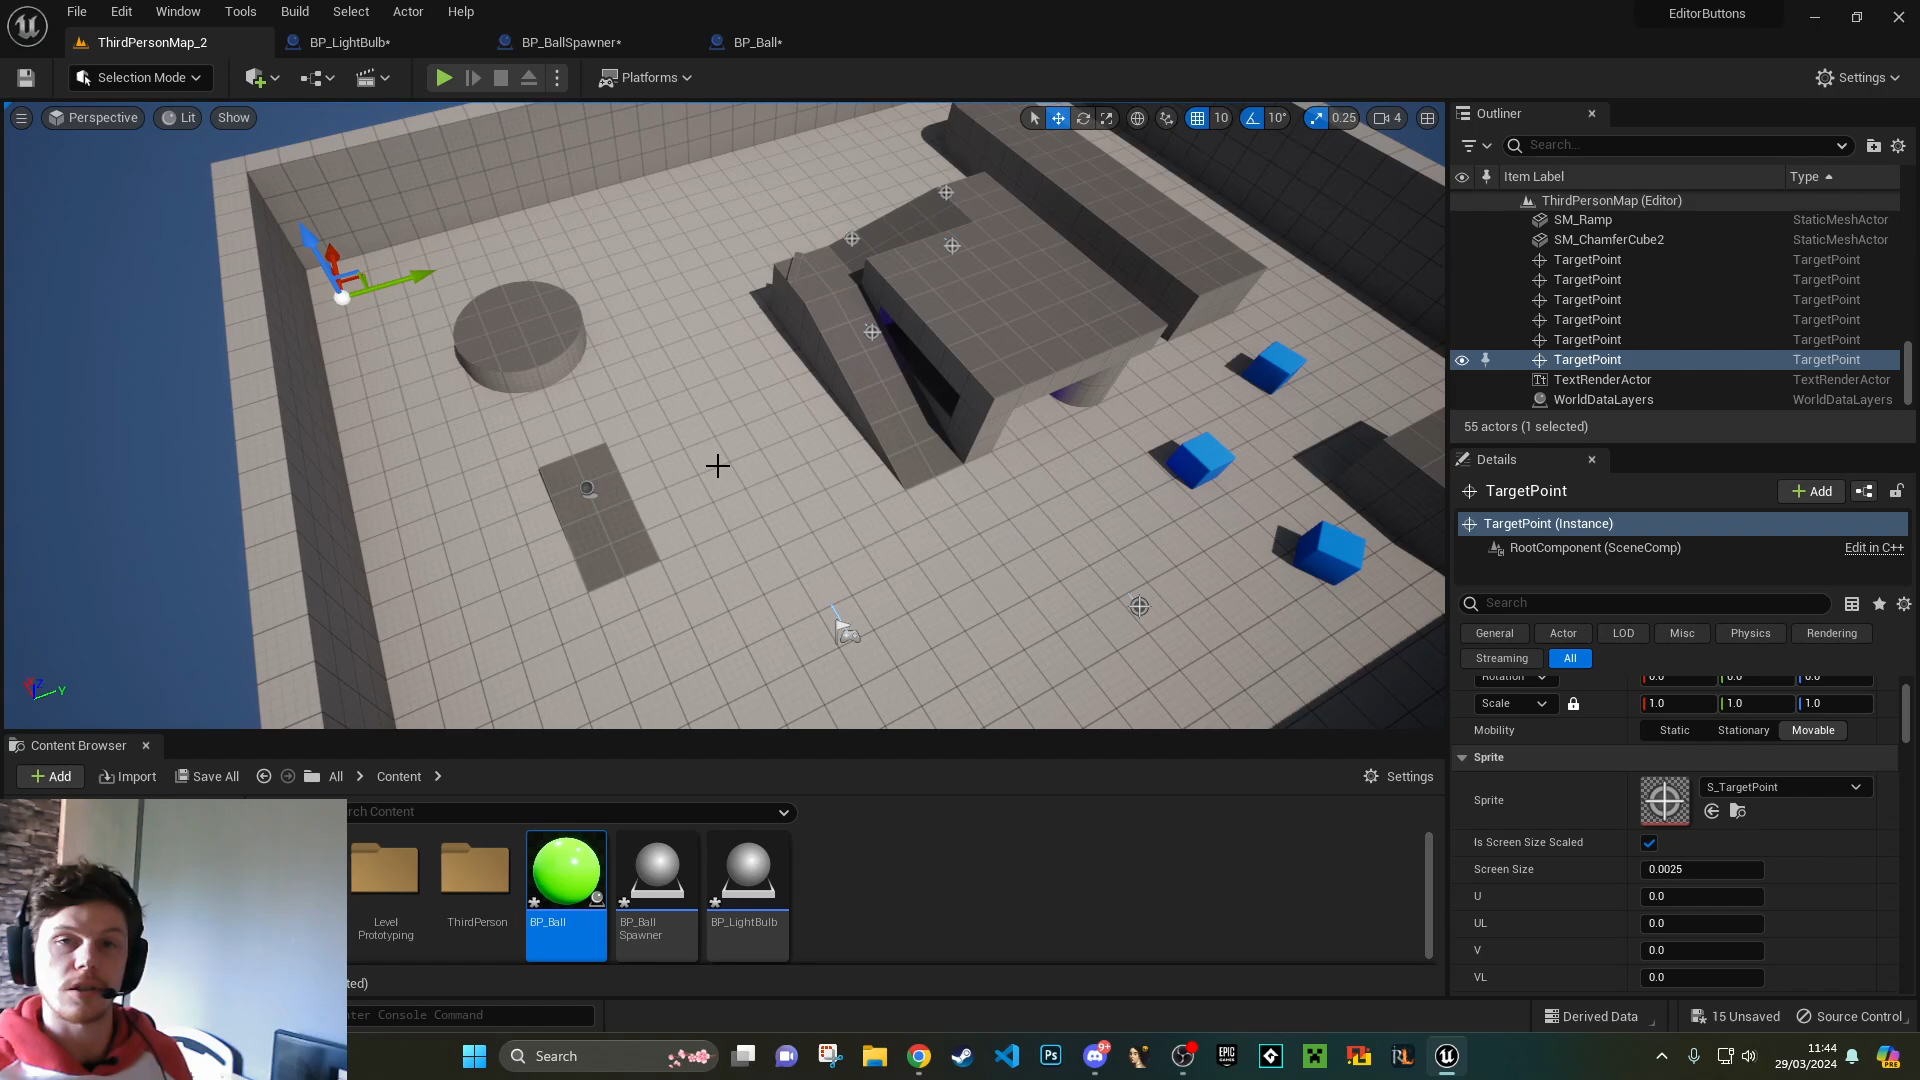 File Edit Window Tools Build Select Actor Help
EditorButtons
ThirdPersonMap_2 BP_LightBulb* BP_BallSpawner* BP_Ball*
Selection Mode Platforms Settings
Perspective Lit Show 10 10° 0.25 4
Outliner
Search...
Item Label Type
ThirdPersonMap (Editor)
SM_Ramp StaticMeshActor
SM_ChamferCube2 StaticMeshActor
TargetPoint TargetPoint
TargetPoint TargetPoint
TargetPoint TargetPoint
TargetPoint TargetPoint
TargetPoint TargetPoint
TargetPoint TargetPoint
TextRenderActor TextRenderActor
WorldDataLayers WorldDataLayers
55 actors (1 selected)
Details
TargetPoint Add
TargetPoint (Instance)
RootComponent (SceneComp) Edit in C++
Search
General Actor LOD Misc Physics Rendering
Streaming All
Rotation 0.0 0.0 0.0
Scale 1.0 1.0 1.0
Mobility Static Stationary Movable
Sprite
Sprite S_TargetPoint
Is Screen Size Scaled
Screen Size 0.0025
U 0.0
UL 0.0
V 0.0
VL 0.0
Y
Content Browser
Add Import Save All All Content Settings
rch Content
Level Prototyping
ThirdPerson
BP_Ball
BP_Ball Spawner
BP_LightBulb
ted)
nter Console Command
Derived Data 15 Unsaved Source Control
Search
Ps
9+
EPIC GAMES
RL
11:44
29/03/2024
PRE